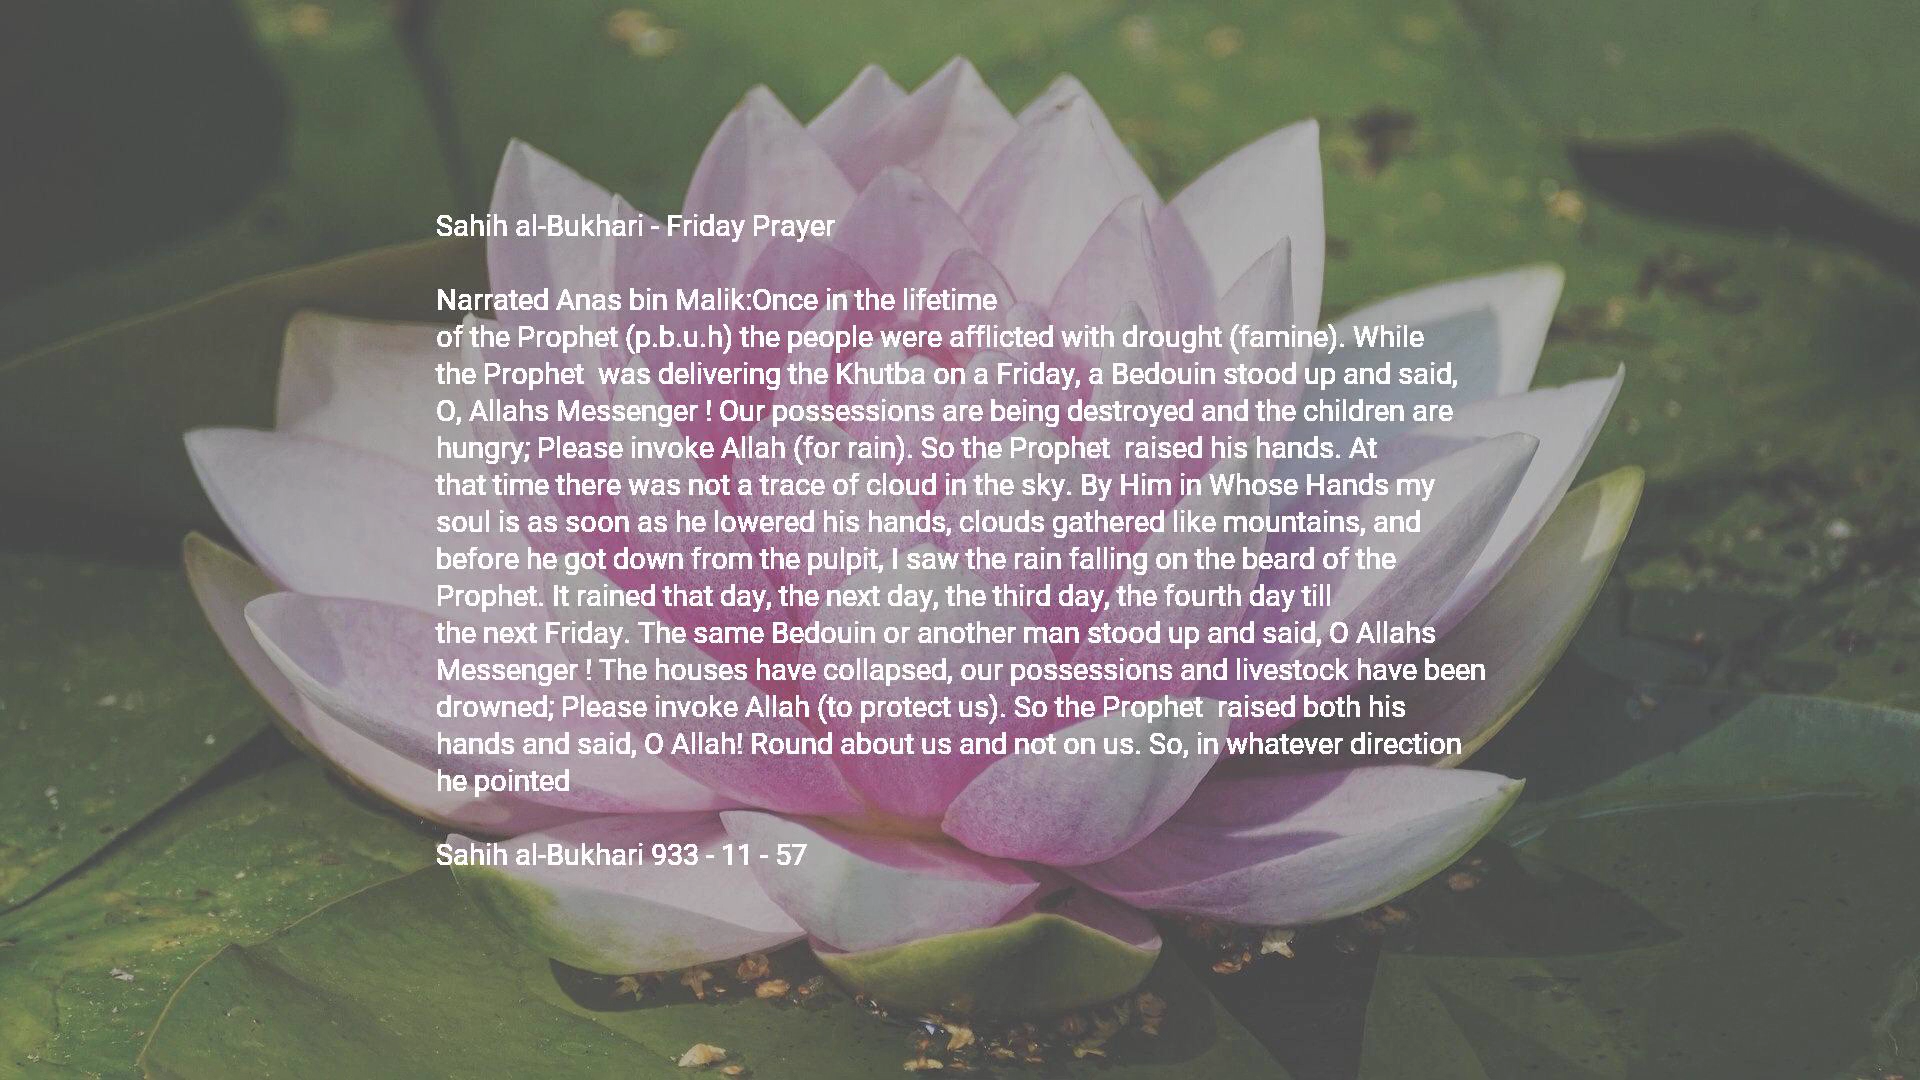 Sahih al-Bukhari - Friday Prayer
Narrated Anas bin Malik:Once in the lifetime
of the Prophet (p.b.u.h) the people were afflicted with drought (famine). While
the Prophet  was delivering the Khutba on a Friday, a Bedouin stood up and said,
O, Allahs Messenger ! Our possessions are being destroyed and the children are
hungry; Please invoke Allah (for rain). So the Prophet  raised his hands. At
that time there was not a trace of cloud in the sky. By Him in Whose Hands my
soul is as soon as he lowered his hands, clouds gathered like mountains, and
before he got down from the pulpit, I saw the rain falling on the beard of the
Prophet. It rained that day, the next day, the third day, the fourth day till
the next Friday. The same Bedouin or another man stood up and said, O Allahs
Messenger ! The houses have collapsed, our possessions and livestock have been
drowned; Please invoke Allah (to protect us). So the Prophet  raised both his
hands and said, O Allah! Round about us and not on us. So, in whatever direction
he pointed
Sahih al-Bukhari 933 - 11 - 57